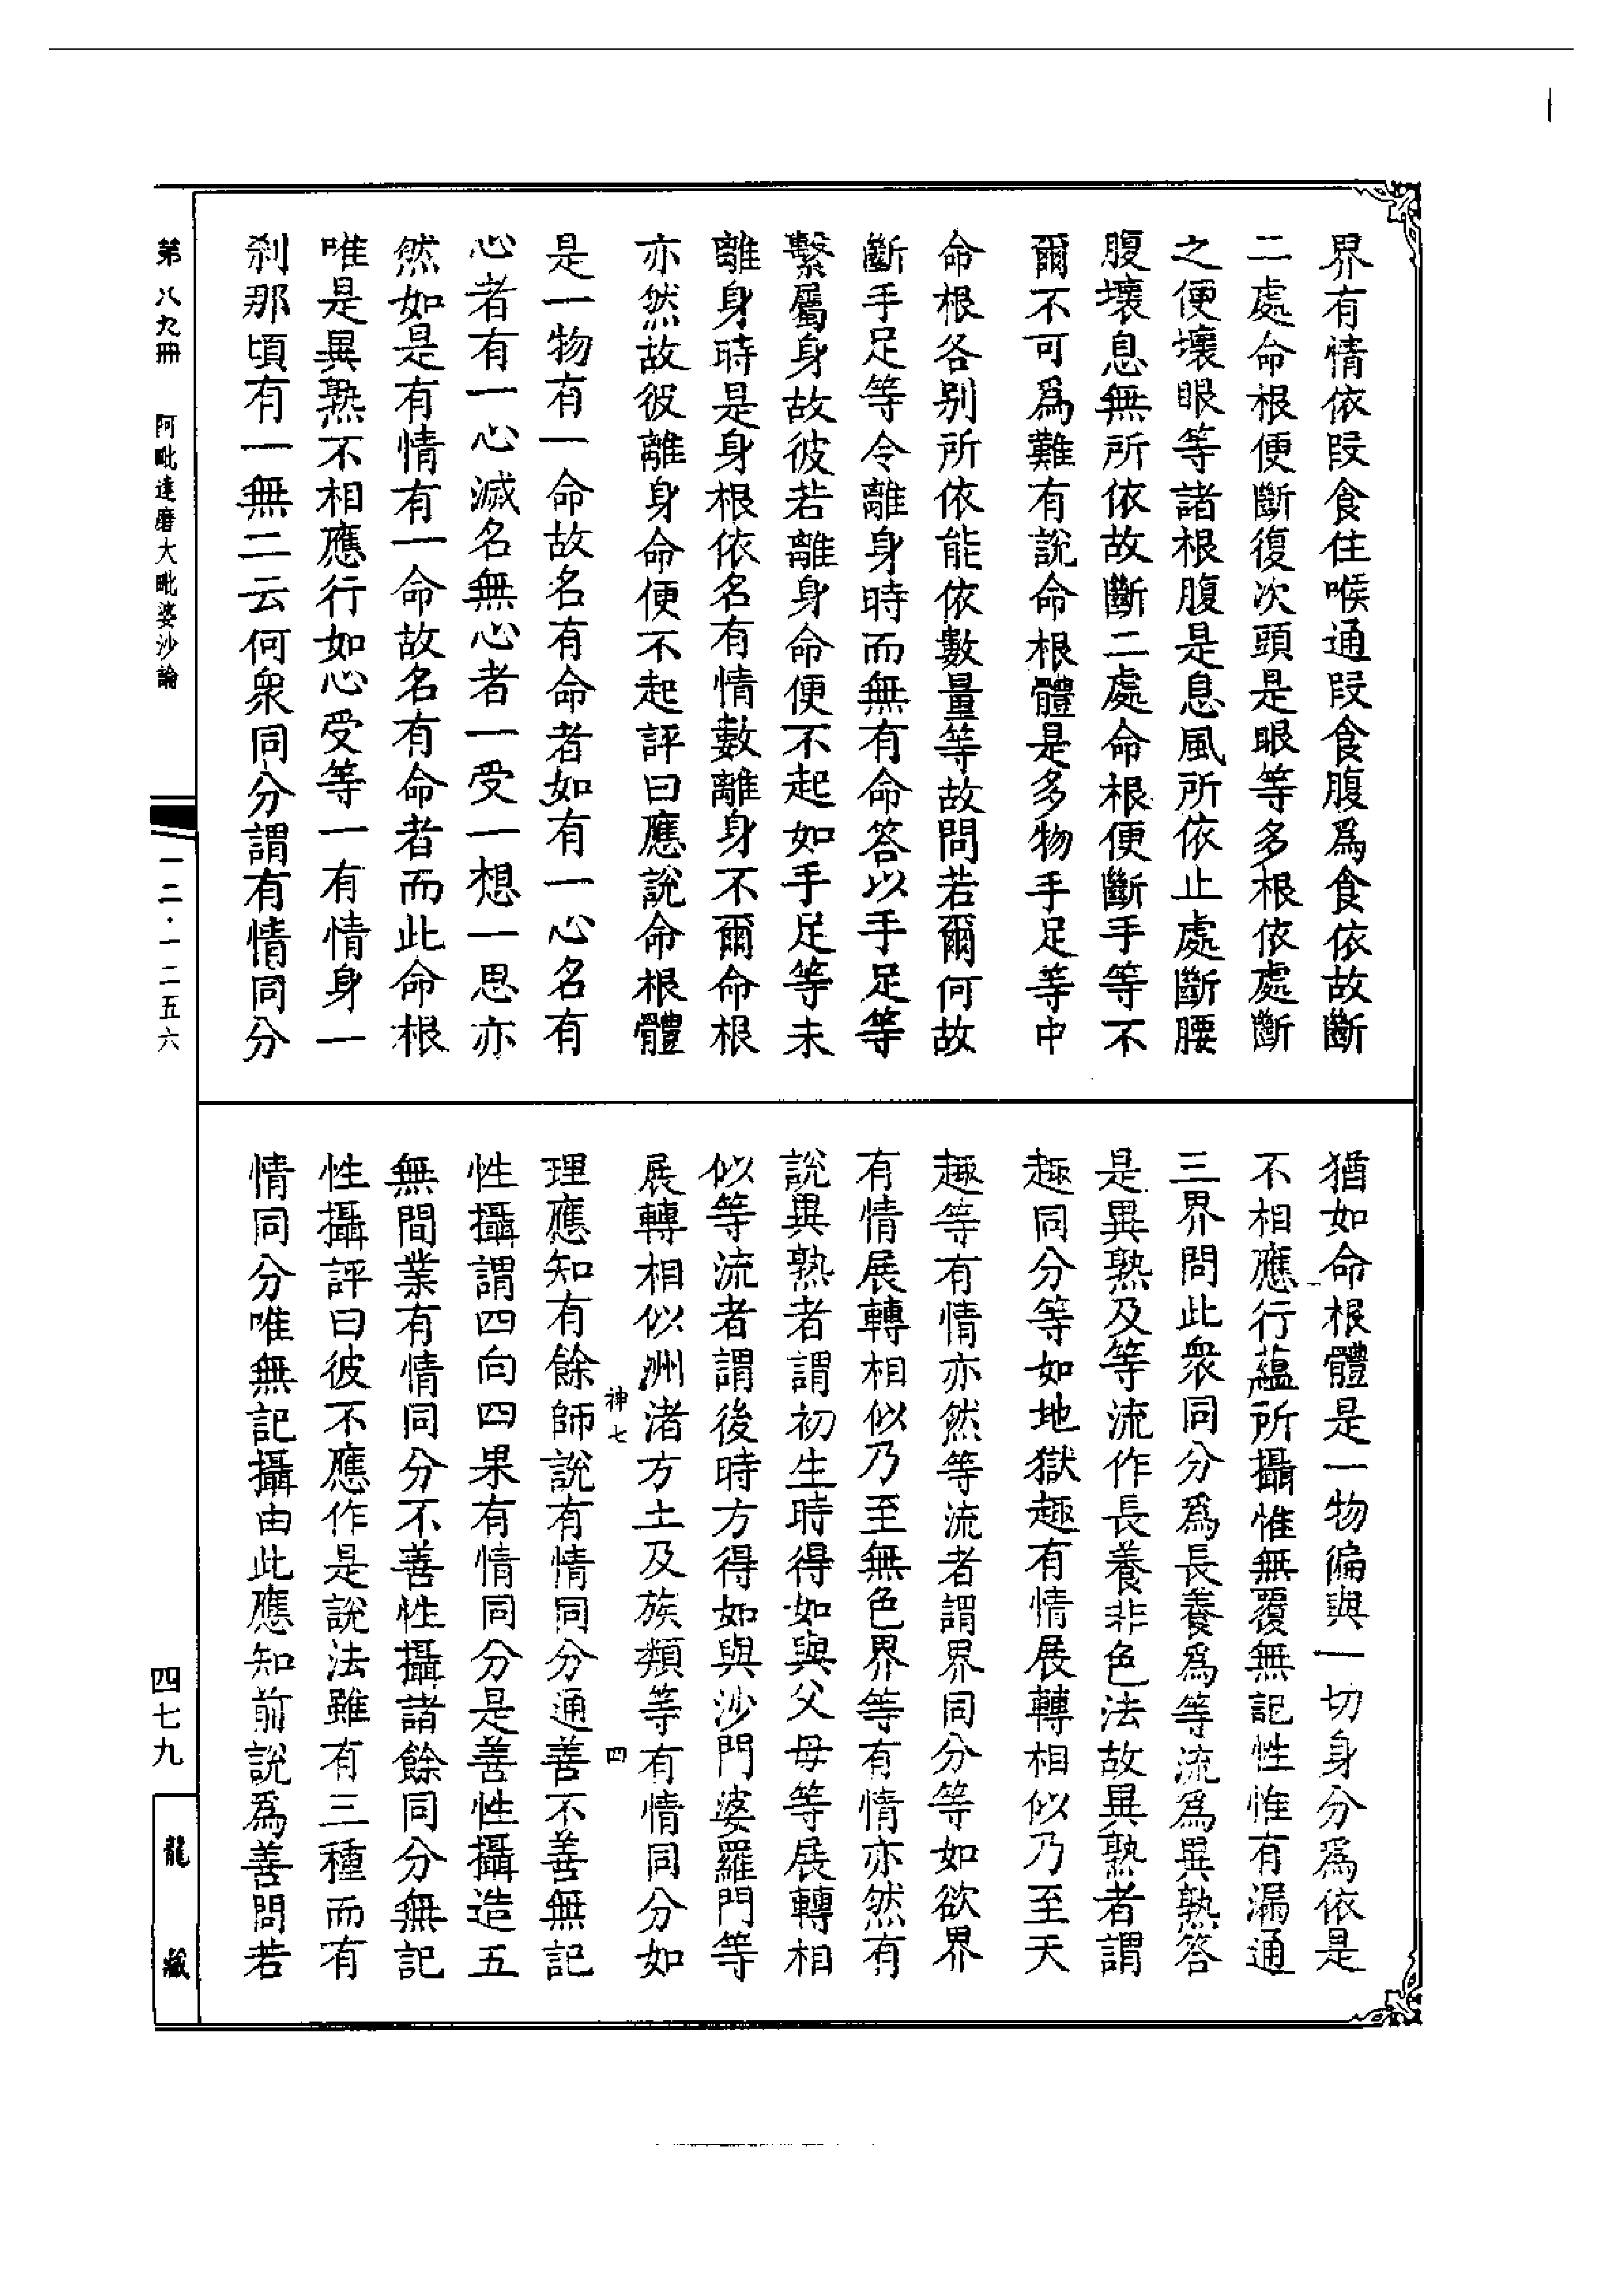 界有情依段食住喉通段食腹爲食依故斷
二處命根便斷復次頭是眼等多根依處斷
之便壞眼等諸根腹是息風所依止處斷腰
腹壞息無所依故斷二處命根便斷手等不
爾不可爲難有說命根體是多物手足等中
命根各别所依能依數量等故問若爾何故
斷手足等令離身時而無有命答以手足等
繫屬身故彼若離身命便不起如手足等未
離身時是身根依名有情數離身不爾命根
亦然故彼離身命便不起評曰應說命根體
是一物有一命故名有命者如有一心名有
心者有一心滅名無心者一受一想一思亦
然如是有情有一命故名有命者而此命根
唯是異熟不相應行如心受等一有情身一
刹那頃有一無二云何衆同分謂有情同分
猶如命根體是一物徧與一切身分爲依是
不相應行蘊所攝惟無覆無記性惟有漏通
三界問此衆同分爲長養爲等流爲異熟答
是異熟及等流作長養非色法故異熟者謂
趣同分等如地獄趣有情展轉相似乃至天
趣等有情亦然等流者謂界同分等如欲界
有情展轉相似乃至無色界等有情亦然有
說異熟者謂初生時得如與父母等展轉相
似等流者謂後時方得如與沙門婆羅門等
展轉相似洲渚方土及族類等有情同分如
神七 四
理應知有餘師說有情同分通善不善無記
性攝謂四向四果有情同分是善性攝造五
無間業有情同分不善性攝諸餘同分無記
性攝評曰彼不應作是說法雖有三種而有
情同分唯無記攝由此應知前說爲善問若
第八九冊 阿毗達磨大毗婆沙論
一二·一二五六
四七九
龍藏